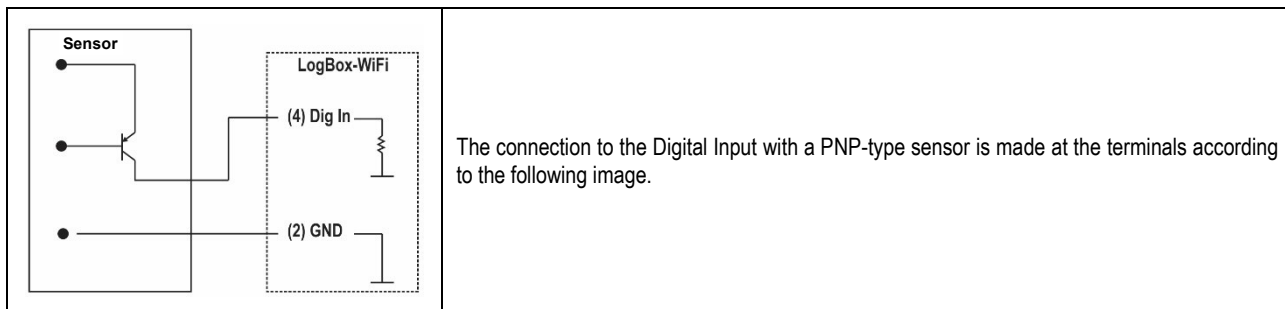 Sensor
LogBox-WiFi
(4) Dig In
(2) GND
The connection to the Digital Input with a PNP-type sensor is made at the terminals according
to the following image.